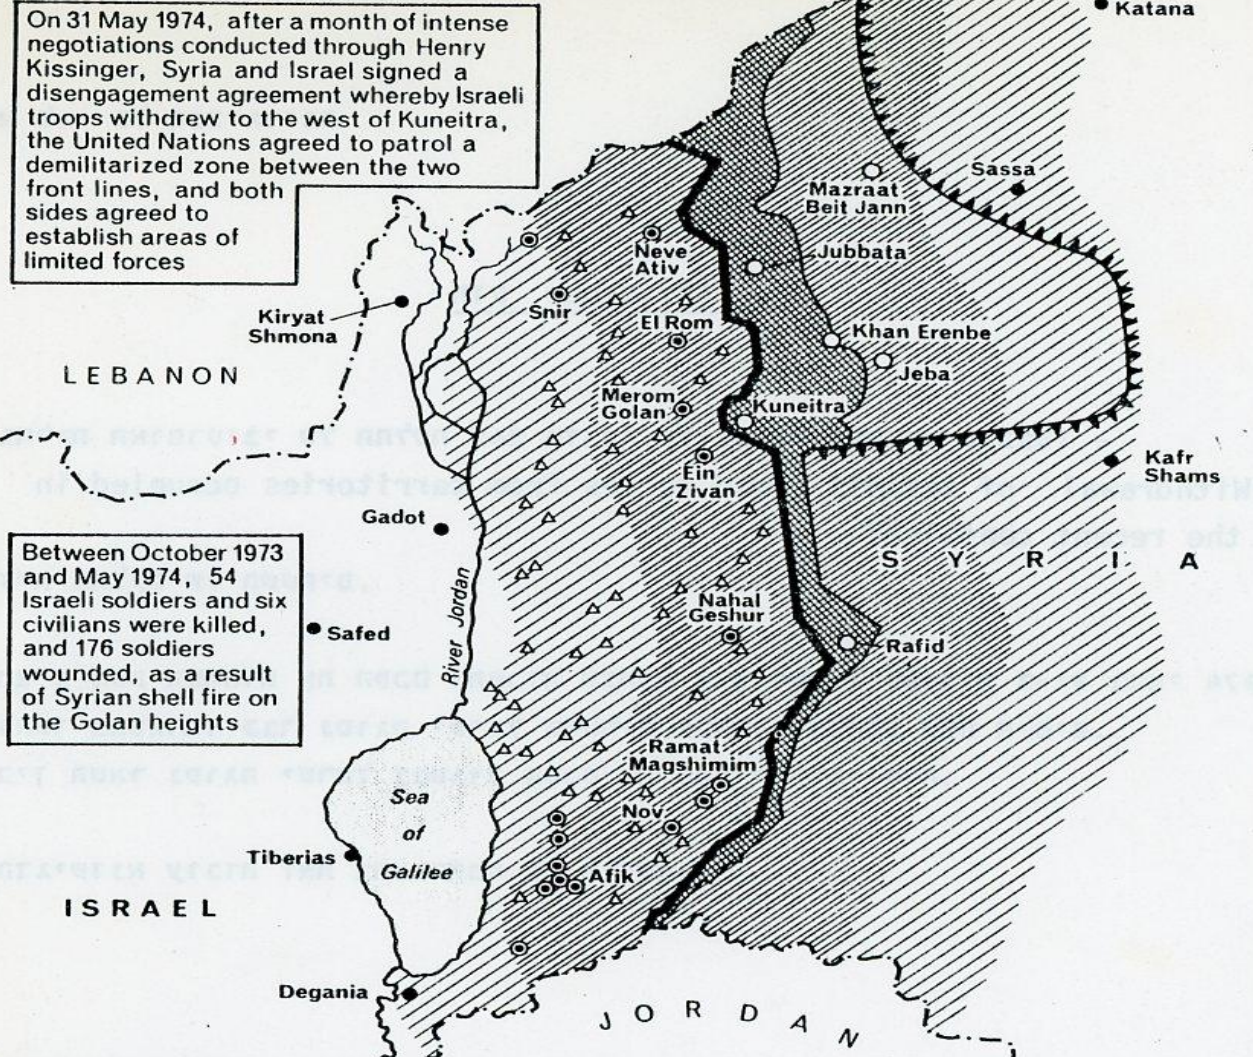 On 31 May 1974, after a month of intense
negotiations conducted through Henry
Kissinger, Syria and Israel signed a
disengagement agreement whereby Israeli
troops withdrew to the west of Kuneitra,
the United Nations agreed to patrol a
demilitarized zone between the two
front lines, and both
sides agreed to
establish areas of
limited forces
Katana
Sassa
Mazraat
Beit Jann
Jubbata
Neve
Ativ
Snir
El Rom
Kiryat
Shmona
Khan Erenbe
Jeba
LEBANON
Merom
Golan
Kuneitra
Ein
Zivan
Kafr
Shams
Gadot
SYRIA
Between October 1973
and May 1974, 54
Israeli soldiers and six
civilians were killed,
and 176 soldiers
wounded, as a result
of Syrian shell fire on
the Golan heights
Safed
River Jordan
Nahal
Geshur
Rafid
Ramat
Magshimim
Sea
of
Galilee
Nov
Tiberias
Afik
ISRAEL
Degania
JORDAN